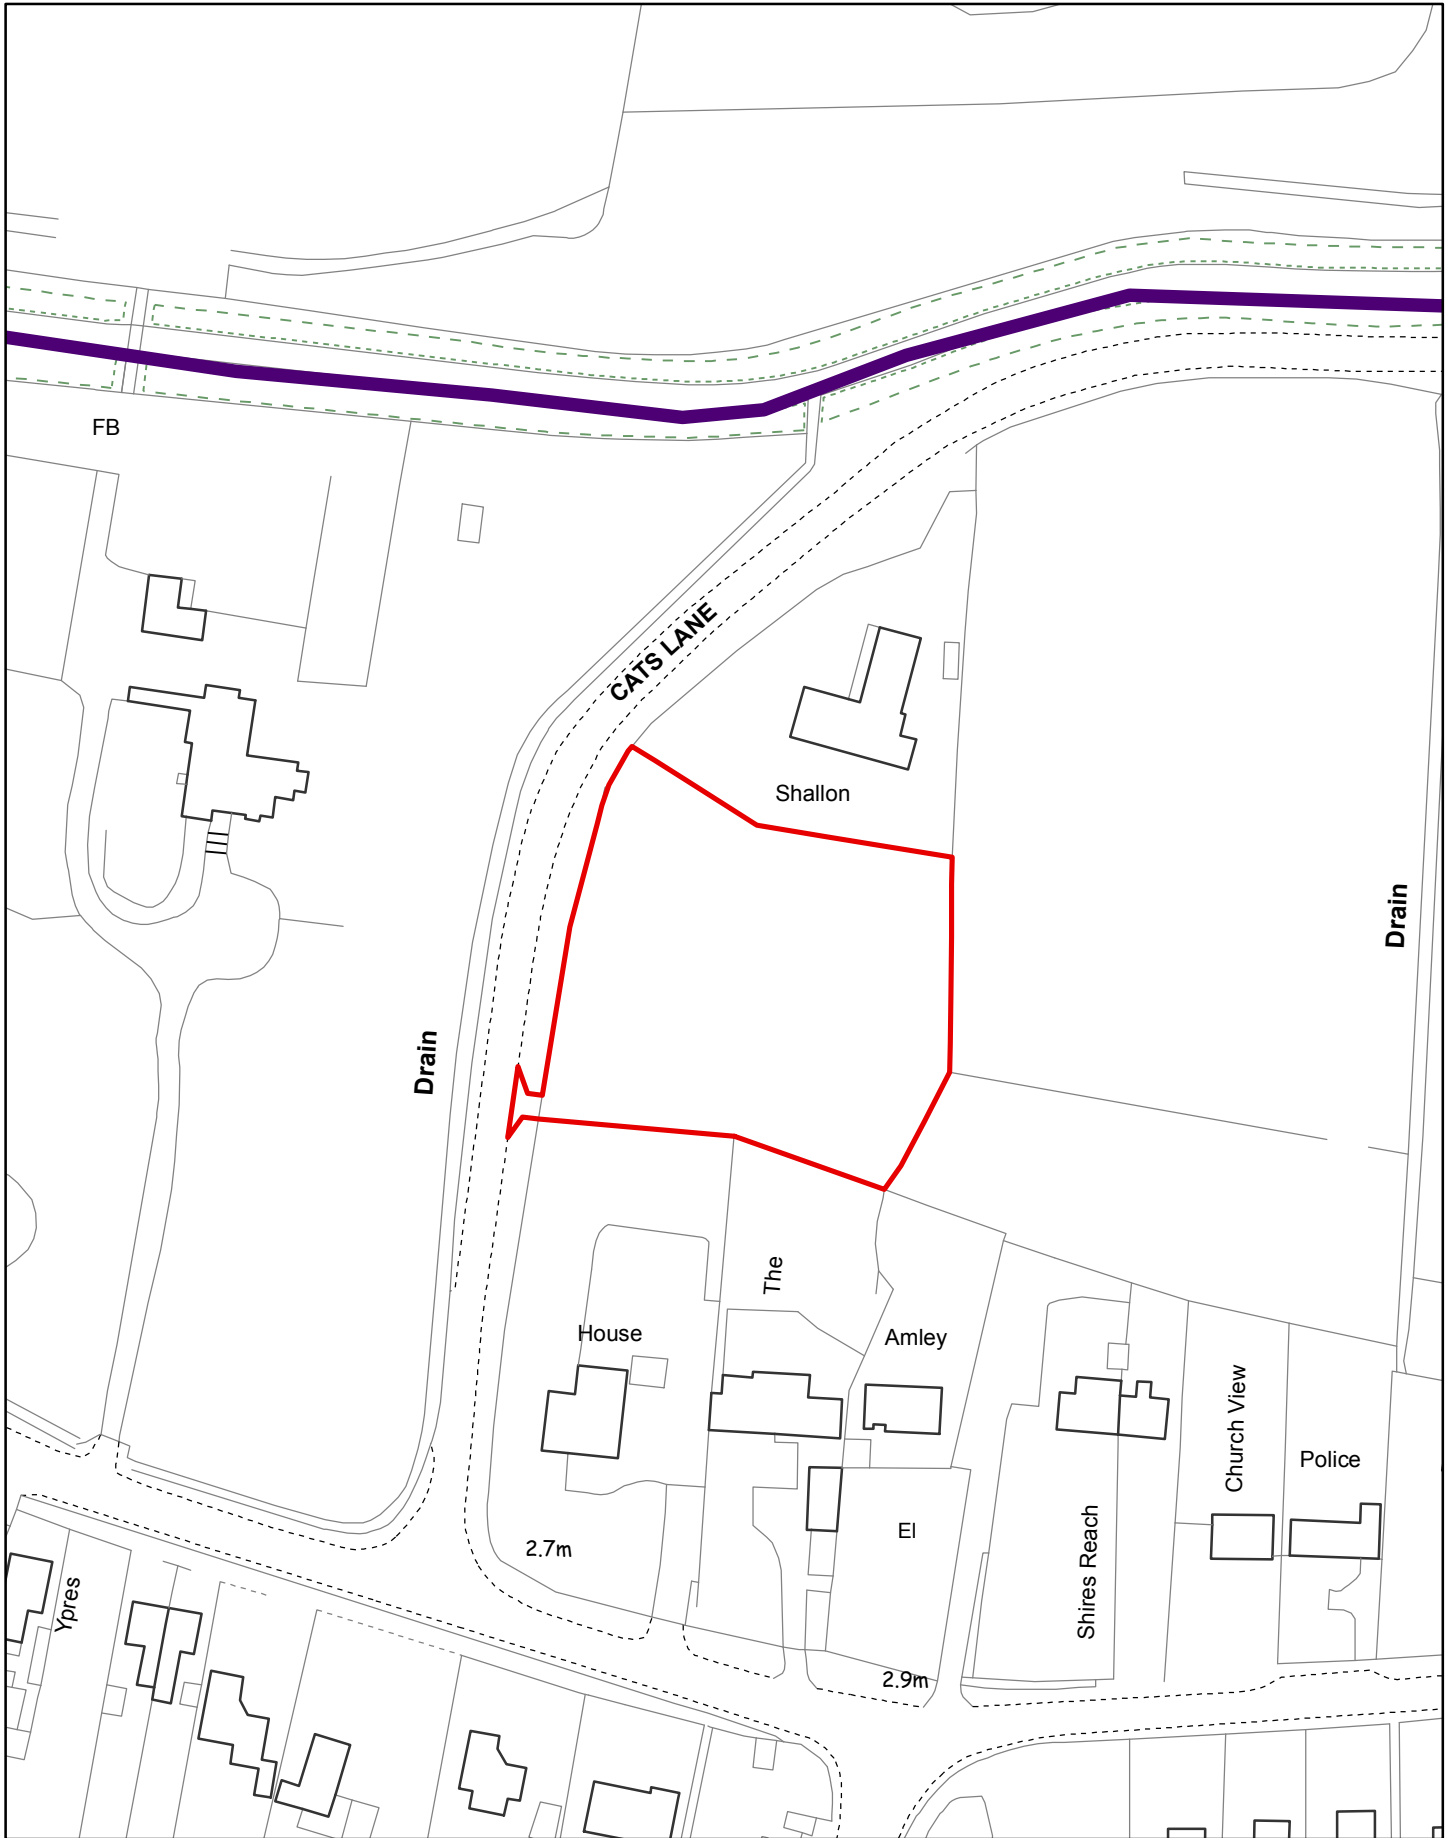 FB
CATS LANE
Shallon
Drain
Drain
The
House
Amley
Church View
Police
Shires Reach
El
2.7m
Ypres
2.9m